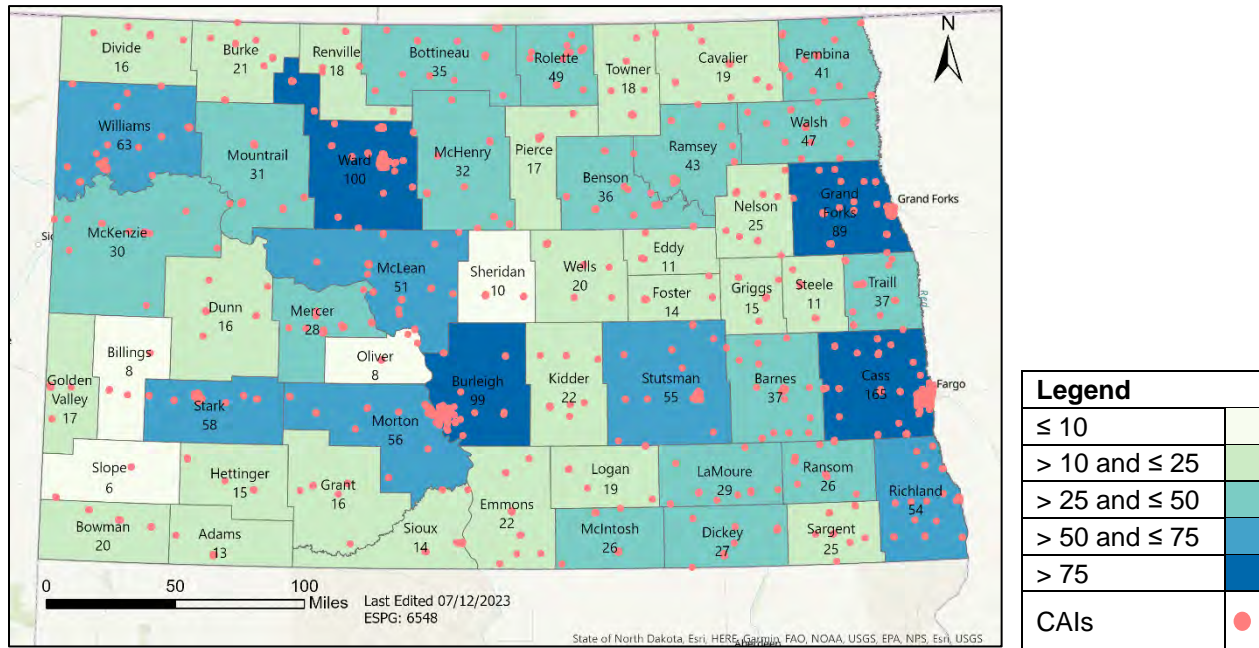 N
Divide
16
Burke
21
Renville
18
Bottineau
35
Rolette
49
Towner
18
Cavalier
19
Pembina
41
Williams
63
Mountrail
31
Ward
100
McHenry
32
Pierce
17
Benson
36
Ramsey
43
Walsh
47
Nelson
25
Grand
Forks
89
Grand Forks
McKenzie
30
Dunn
16
McLean
51
Mercer
28
Sheridan
10
Wells
20
Eddy
11
Foster
14
Griggs
15
Steele
11
Traill
37
Red
Golden
Valley
17
Billings
8
Oliver
8
Stark
58
Morton
56
Burleigh
99
Kidder
22
Stutsman
55
Barnes
37
Cass
165
Fargo
Slope
6
Hettinger
15
Grant
16
Bowman
20
Adams
13
Sioux
14
Emmons
22
Logan
19
LaMoure
29
Ransom
26
Richland
54
McIntosh
26
Dickey
27
Sargent
25
0 50 100
Miles
Last Edited 07/12/2023
ESPG: 6548
State of North Dakota, Esri, HERE, Garmin, FAO, NOAA, USGS, EPA, NPS, Esri, USGS
Legend
≤ 10
> 10 and ≤ 25
> 25 and ≤ 50
> 50 and ≤ 75
> 75
CAIs